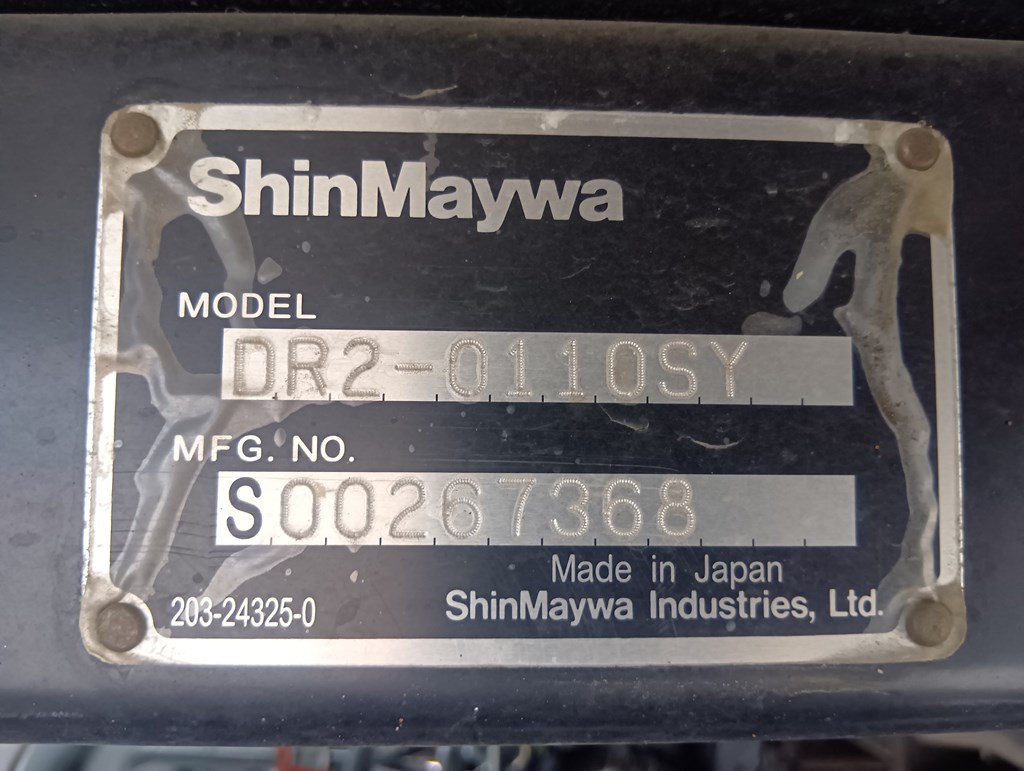 ShinMaywa
MODEL
DR2-0110SY
MFG. NO.
S00267368
Made in Japan
203-24325-0 ShinMaywa Industries, Ltd.